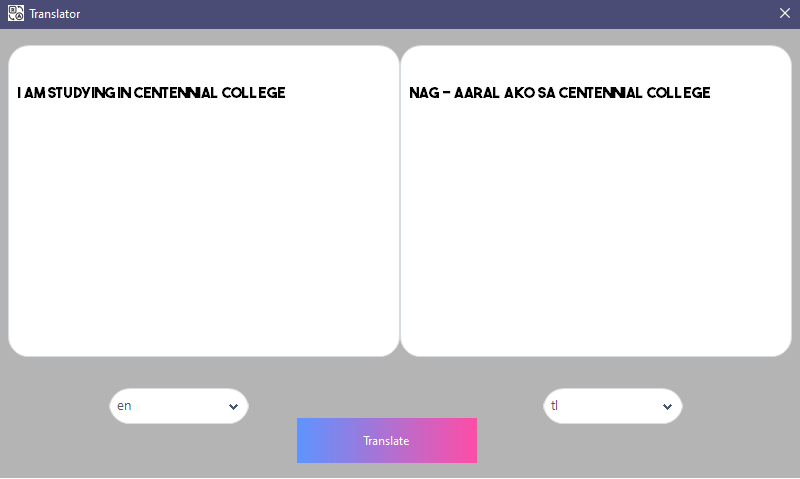 Translator
I AM STUDYING IN CENTENNIAL COLLEGE
NAG - AARAL AKO SA CENTENNIAL COLLEGE
en
tl
Translate